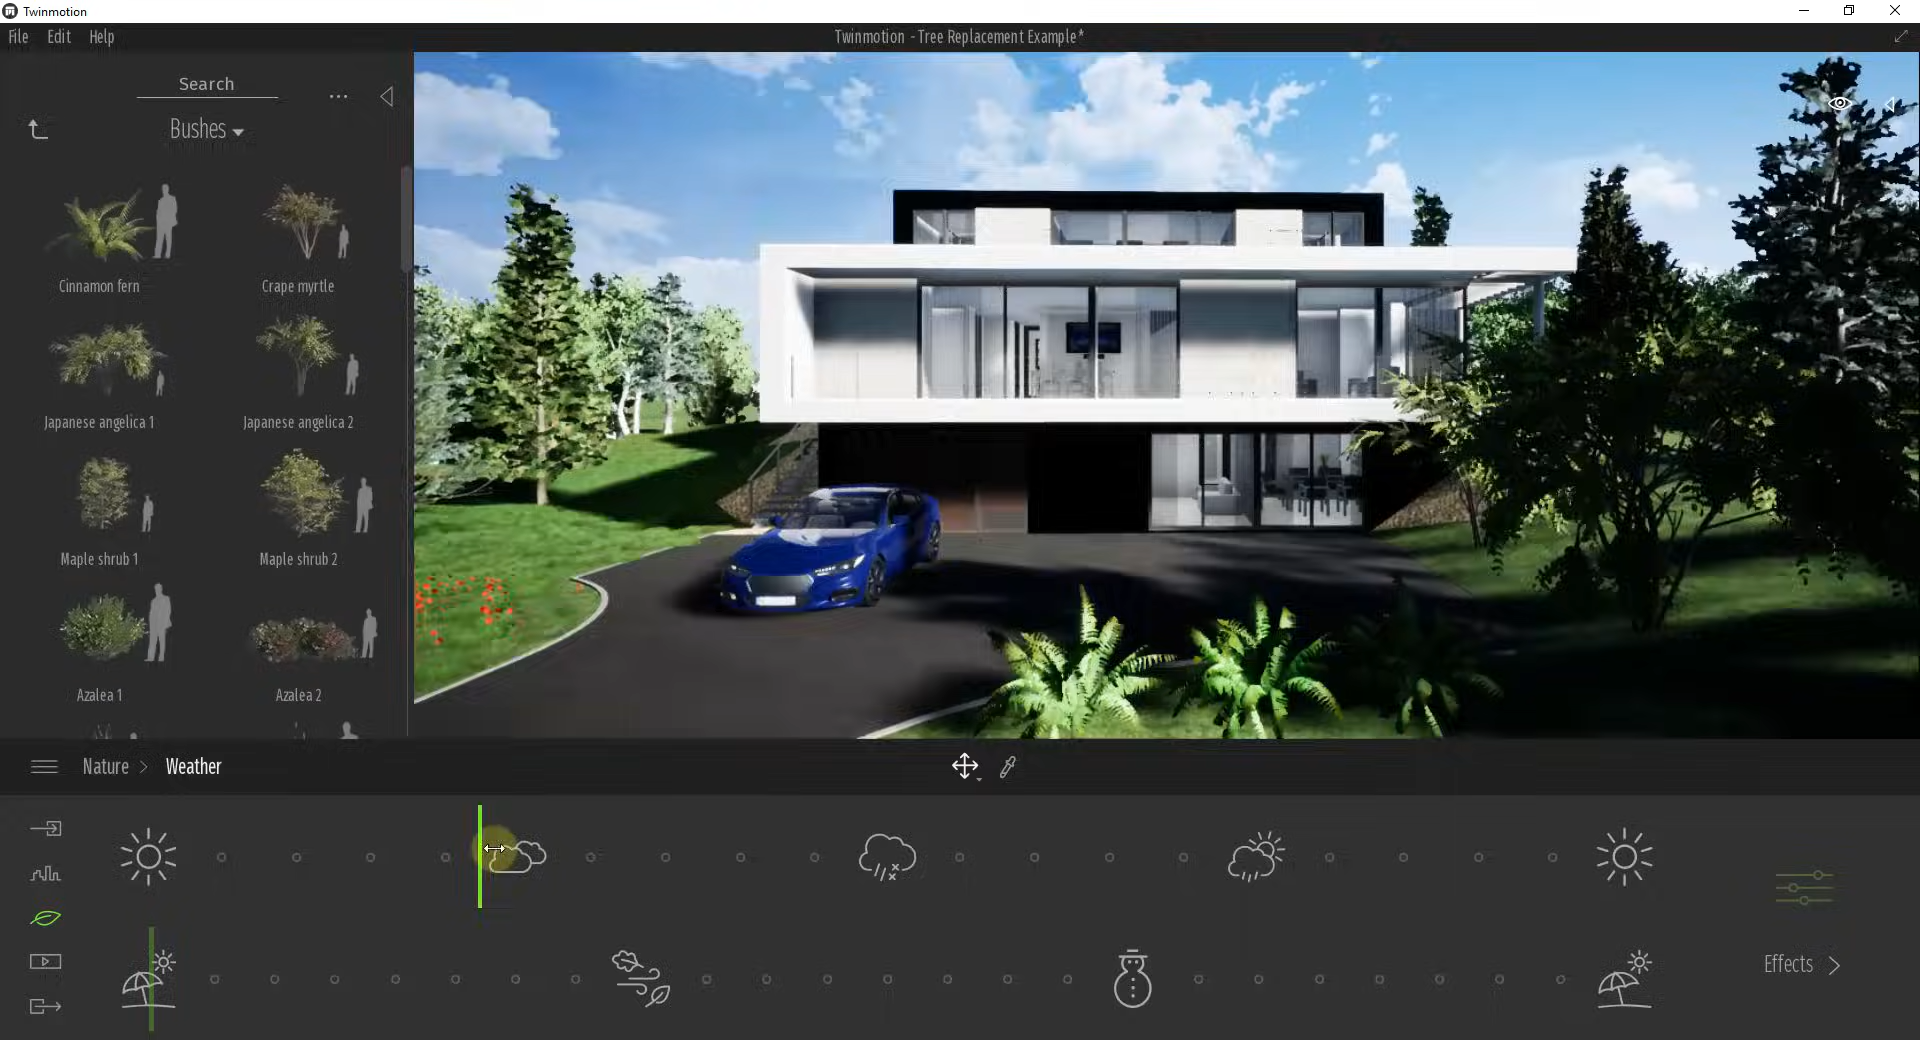 Twinmotion
File Edit Help
Twinmotion - Tree Replacement Example*
Search
Bushes
Cinnamon fern
Crape myrtle
Japanese angelica 1
Japanese angelica 2
Maple shrub 1
Maple shrub 2
Azalea 1
Azalea 2
Nature > Weather
Effects >